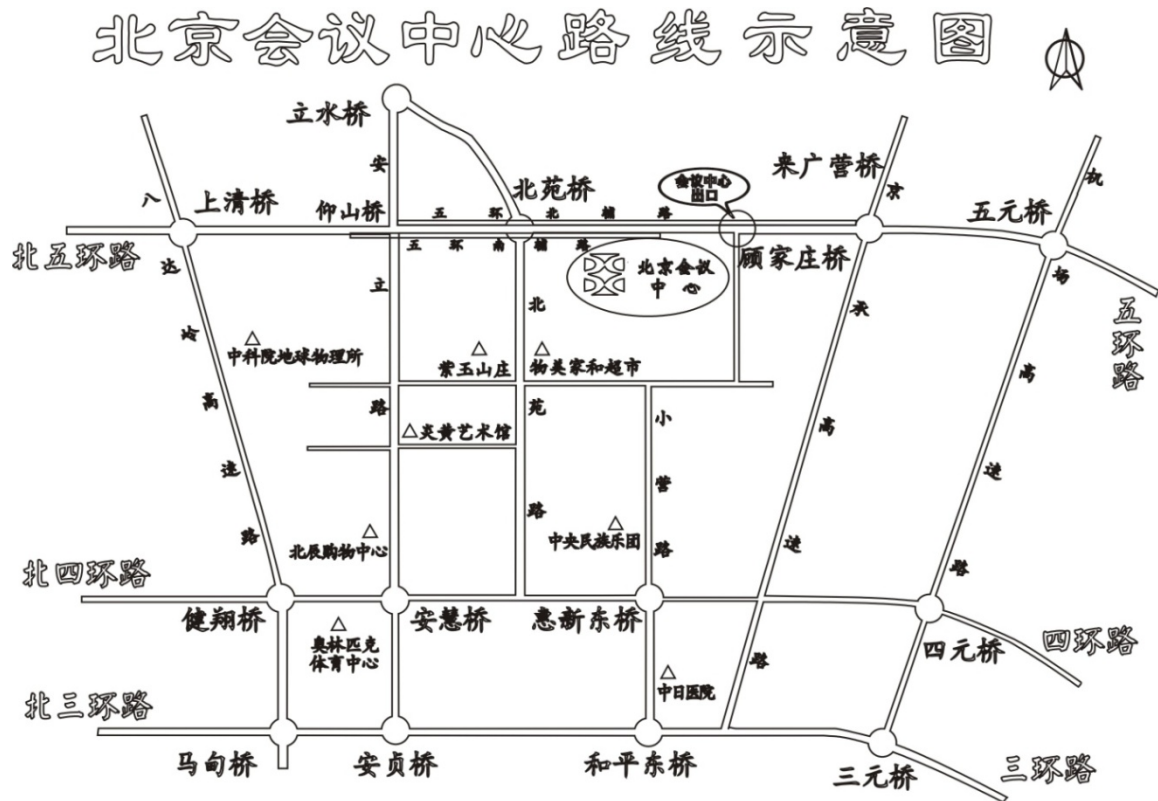 北京会议中心路线示意图
立水桥
来广营桥
会议中心
出口
北苑桥
上清桥
仰山桥
五元桥
五环北辅路
五环南辅路
北五环路
顾家庄桥
北京会议
中心
五环路
八达岭高速路
安立路
北苑路
小营路
京承高速路
机场高速路
中科院地球物理所
紫玉山庄
物美家和超市
炎黄艺术馆
北辰购物中心
中央民族乐团
北四环路
健翔桥
安慧桥
惠新东桥
四元桥
四环路
奥林匹克
体育中心
中日医院
北三环路
马甸桥
安贞桥
和平东桥
三元桥
三环路